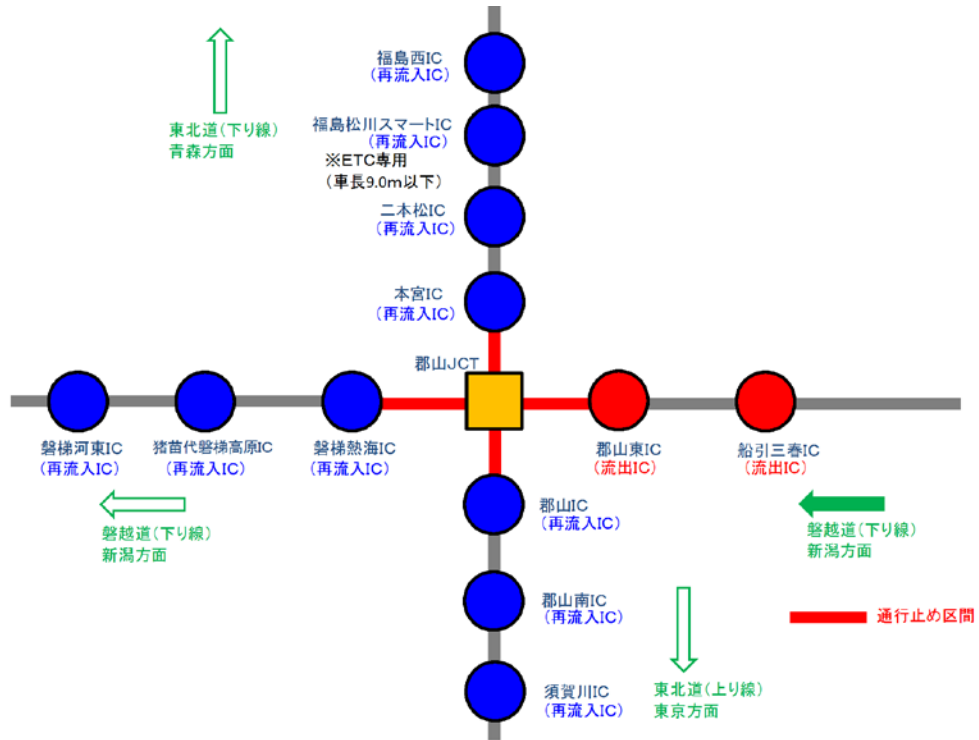 福島西IC
(再流入IC)
福島松川スマートIC
(再流入IC)
※ETC専用
(車長9.0m以下)
東北道(下り線)
青森方面
二本松IC
(再流入IC)
本宮IC
(再流入IC)
郡山JCT
磐梯河東IC
(再流入IC)
猪苗代磐梯高原IC
(再流入IC)
磐梯熱海IC
(再流入IC)
郡山東IC
(流出IC)
船引三春IC
(流出IC)
磐越道(下り線)
新潟方面
郡山IC
(再流入IC)
磐越道(下り線)
新潟方面
郡山南IC
(再流入IC)
通行止め区間
須賀川IC
(再流入IC)
東北道(上り線)
東京方面